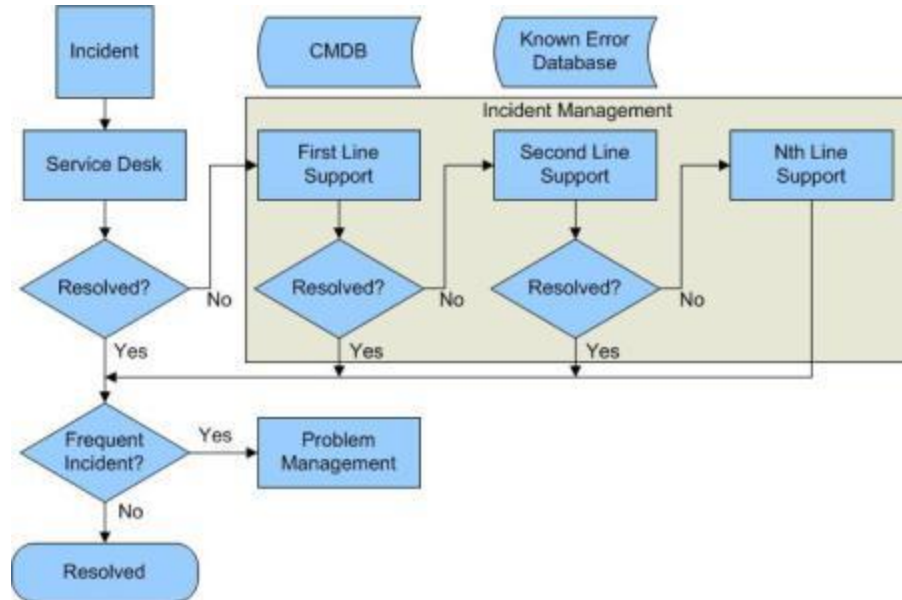 Incident
CMDB
Known Error
Database
Incident Management
Service Desk
First Line
Support
Second Line
Support
Nth Line
Support
Resolved?
No
Resolved?
No
Resolved?
No
Yes
Yes
Yes
Frequent
Incident?
Yes
Problem
Management
No
Resolved